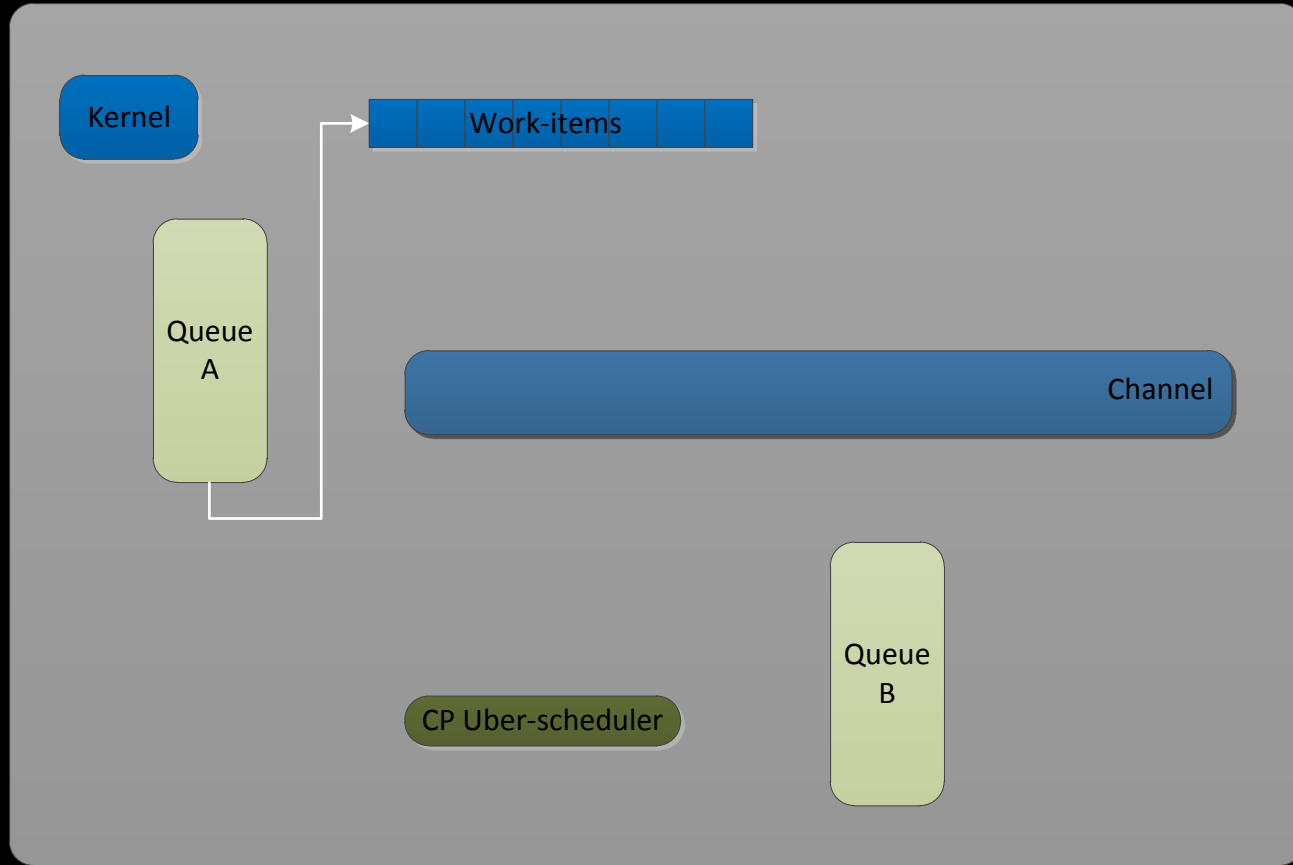 Kernel
Work-items
Queue
A
Channel
Queue
B
CP Uber-scheduler